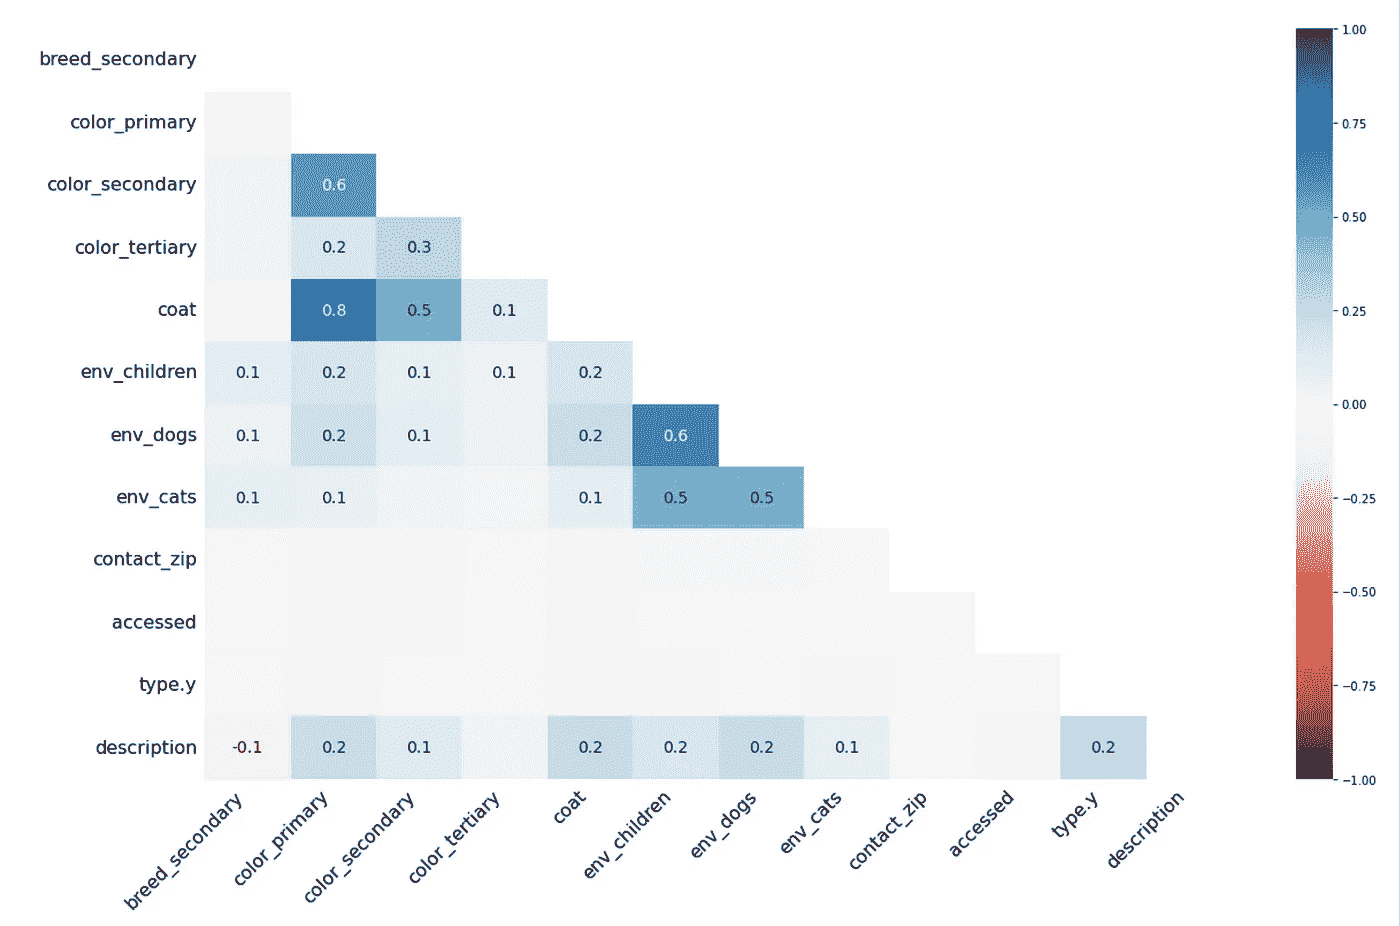 breed_secondary
color_primary
color_secondary 0.6
color_tertiary 0.2 0.3
coat 0.8 0.5 0.1
env_children 0.1 0.2 0.1 0.1 0.2
env_dogs 0.1 0.2 0.1 0.2 0.6
env_cats 0.1 0.1 0.1 0.5 0.5
contact_zip
accessed
type.y
description -0.1 0.2 0.1 0.2 0.2 0.2 0.1 0.2
breed_secondary color_primary color_secondary color_tertiary coat env_children env_dogs env_cats contact_zip accessed type.y description
1.00
0.75
0.50
0.25
0.00
−0.25
−0.50
−0.75
−1.00